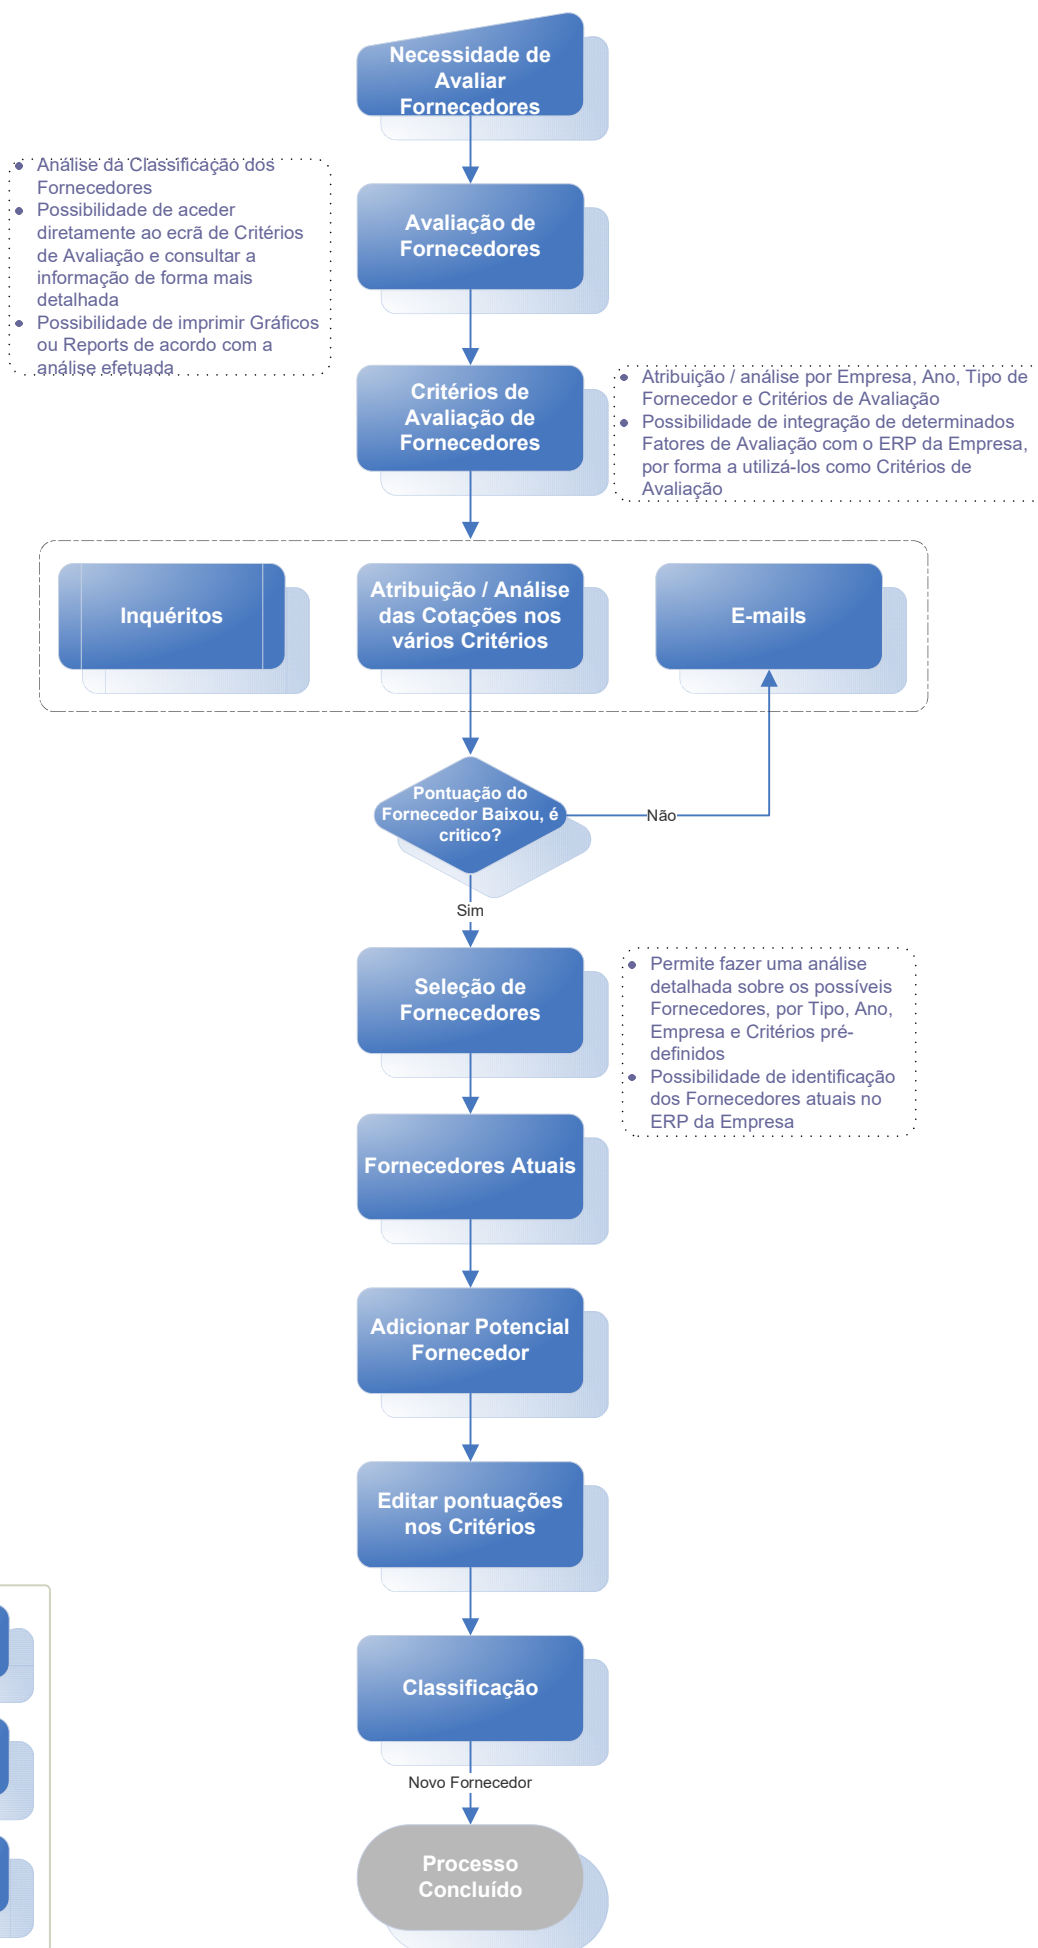 Necessidade de
Avaliar
Fornecedores
• Análise da Classificação dos
Fornecedores
• Possibilidade de aceder
diretamente ao ecrã de Critérios
de Avaliação e consultar a
informação de forma mais
detalhada
• Possibilidade de imprimir Gráficos
ou Reports de acordo com a
análise efetuada
Avaliação de
Fornecedores
Critérios de
Avaliação de
Fornecedores
• Atribuição / análise por Empresa, Ano, Tipo de
Fornecedor e Critérios de Avaliação
• Possibilidade de integração de determinados
Fatores de Avaliação com o ERP da Empresa,
por forma a utilizá-los como Critérios de
Avaliação
Inquéritos
Atribuição / Análise
das Cotações nos
vários Critérios
E-mails
Pontuação do
Fornecedor Baixou, é
critico?
Não
Sim
Seleção de
Fornecedores
• Permite fazer uma análise
detalhada sobre os possíveis
Fornecedores, por Tipo, Ano,
Empresa e Critérios pré-
definidos
• Possibilidade de identificação
dos Fornecedores atuais no
ERP da Empresa
Fornecedores Atuais
Adicionar Potencial
Fornecedor
Editar pontuações
nos Critérios
Classificação
Novo Fornecedor
Processo
Concluído